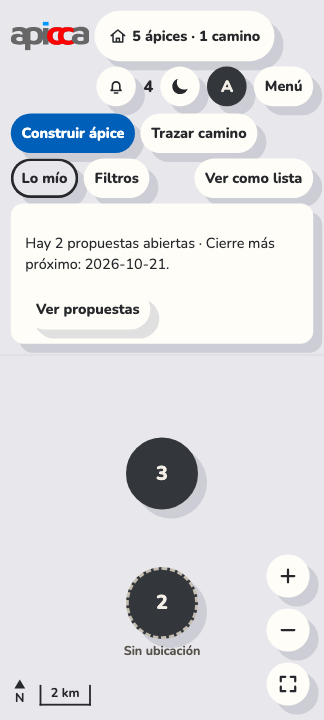 apicca
5 ápices · 1 camino
4
A
Menú
Construir ápice
Trazar camino
Lo mío
Filtros
Ver como lista
Hay 2 propuestas abiertas · Cierre más
próximo: 2026-10-21.
Ver propuestas
3
2
Sin ubicación
N
2 km